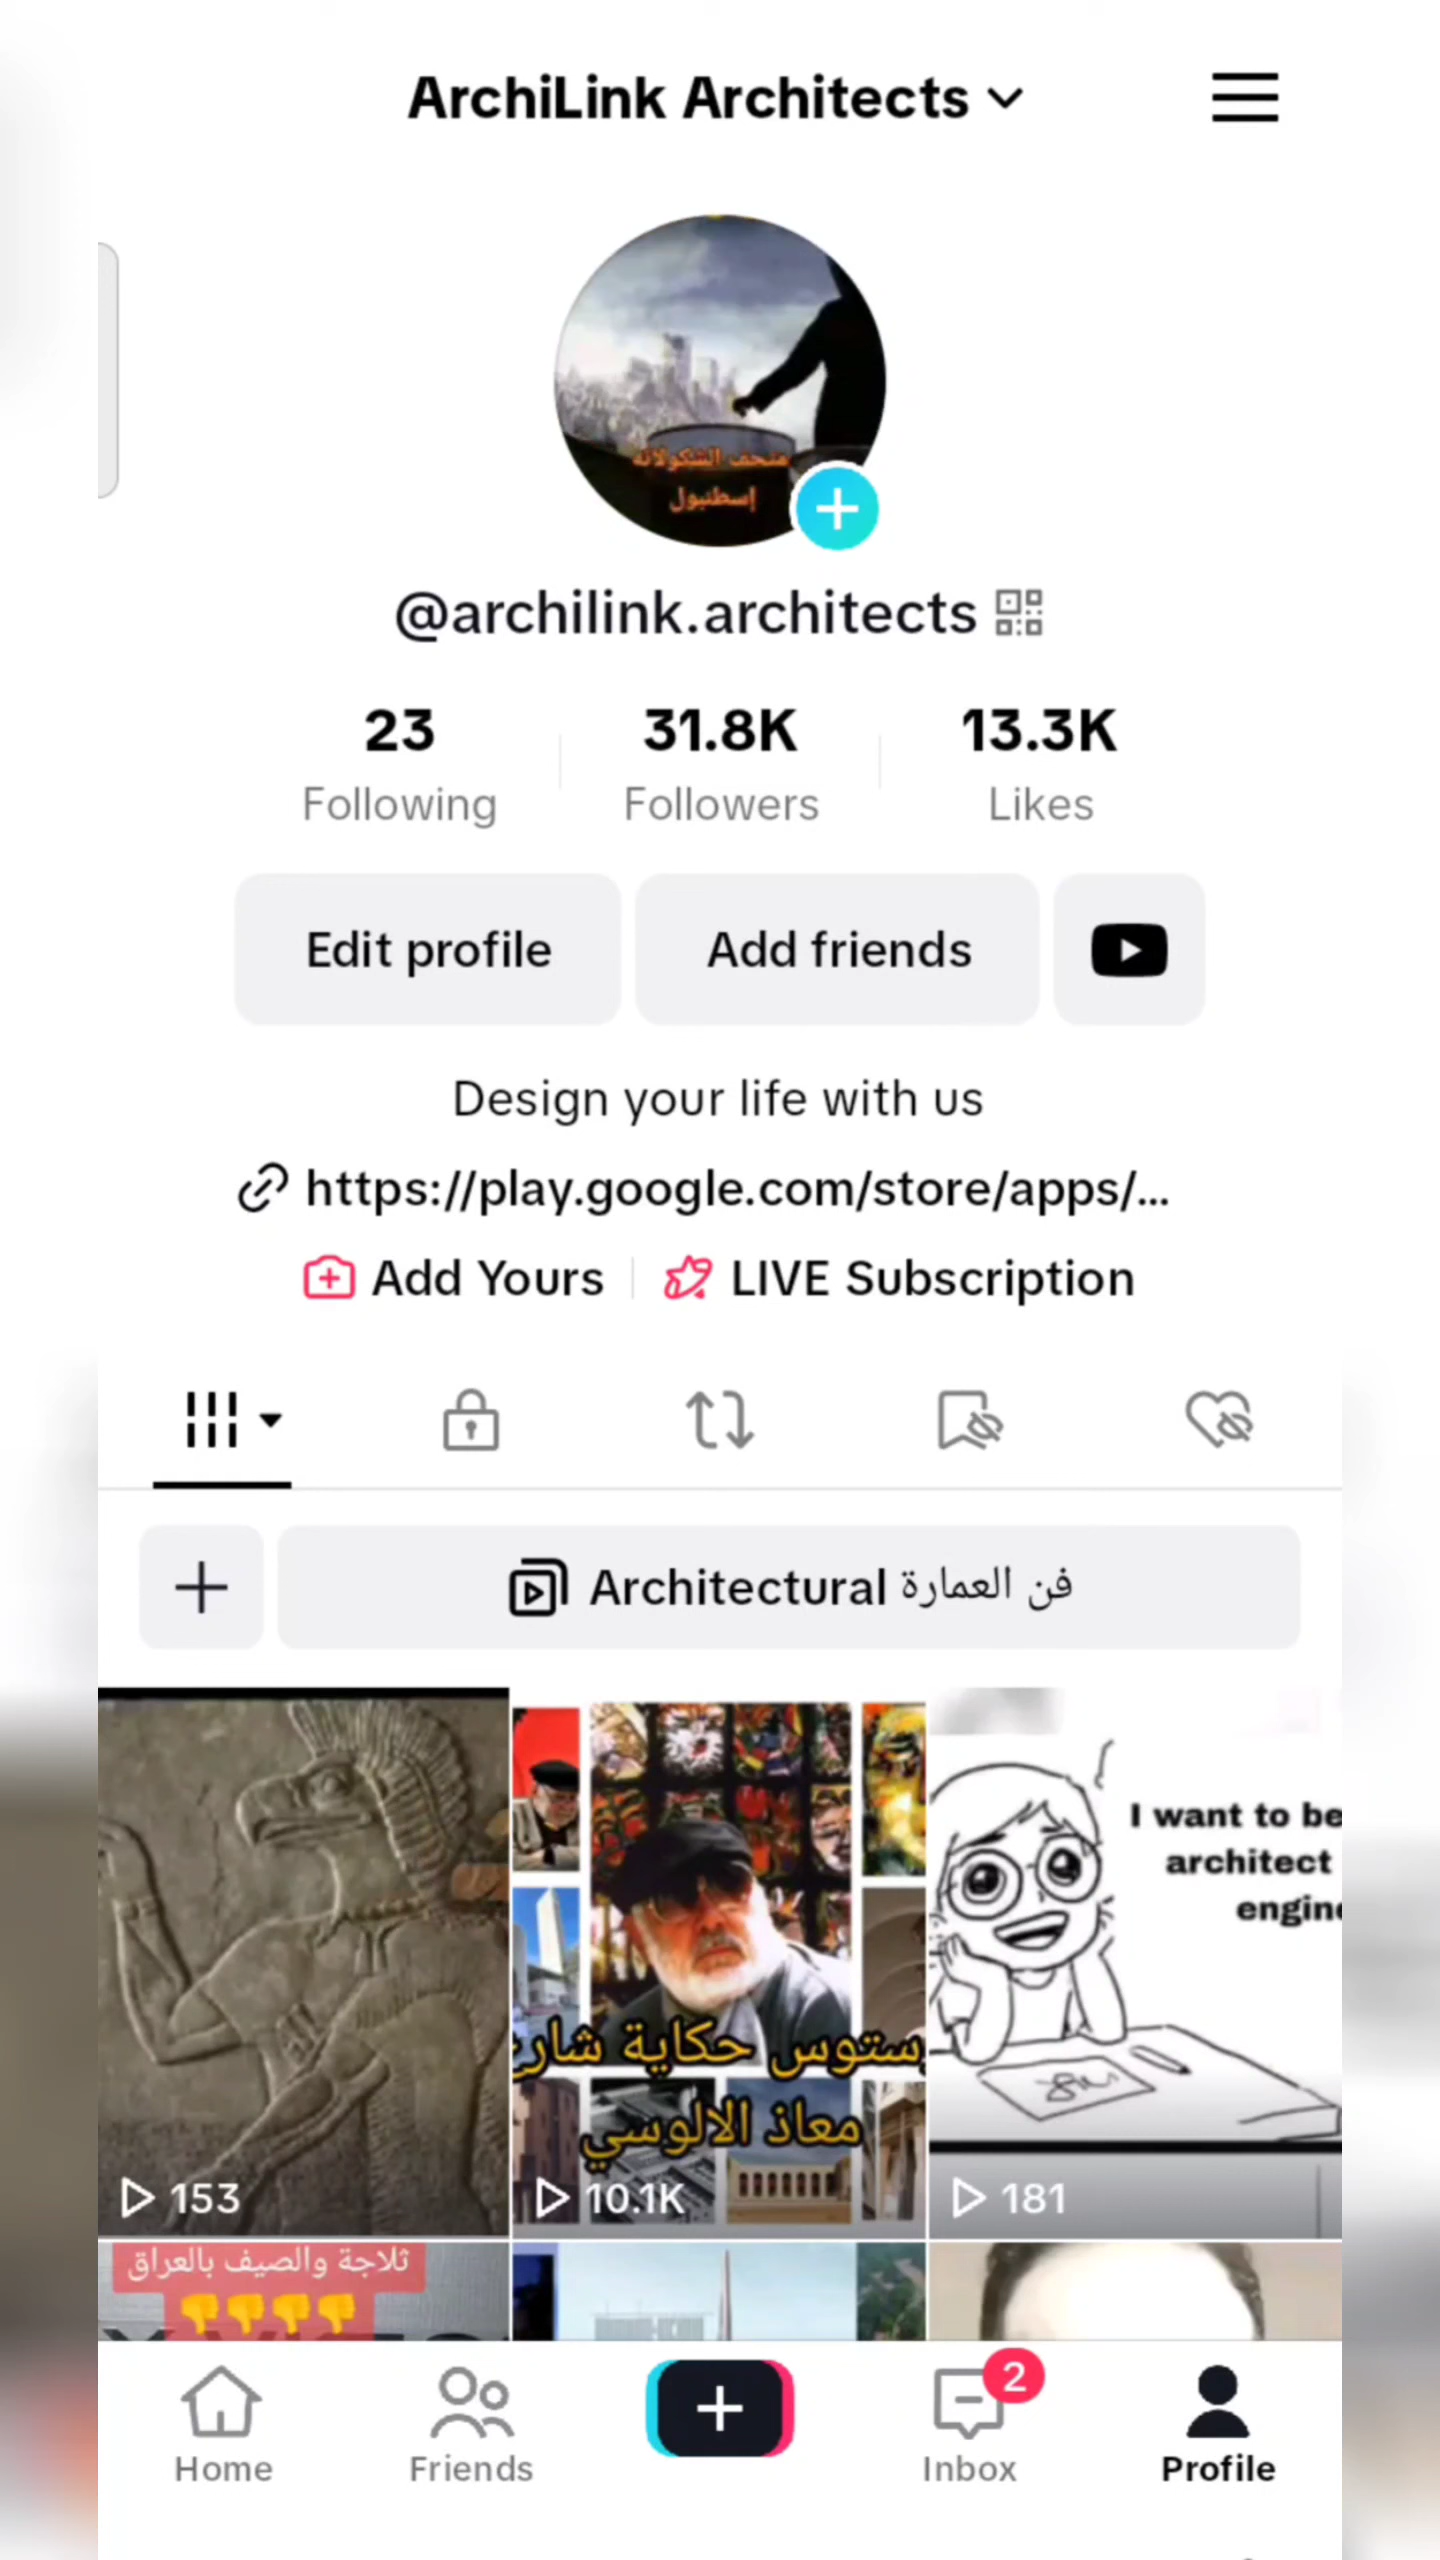 ArchiLink Architects
متحف الشكولاته
إسطنبول
@archilink.architects
23 31.8K 13.3K
Following Followers Likes
Edit profile Add friends
Design your life with us
https://play.google.com/store/apps/...
Add Yours LIVE Subscription
Architectural فن العمارة
I want to be
architect
engin
ستوس حكاية شارع
معاذ الالوسي
153 10.1K 181
ثلاجة والصيف بالعراق
2
Home Friends Inbox Profile